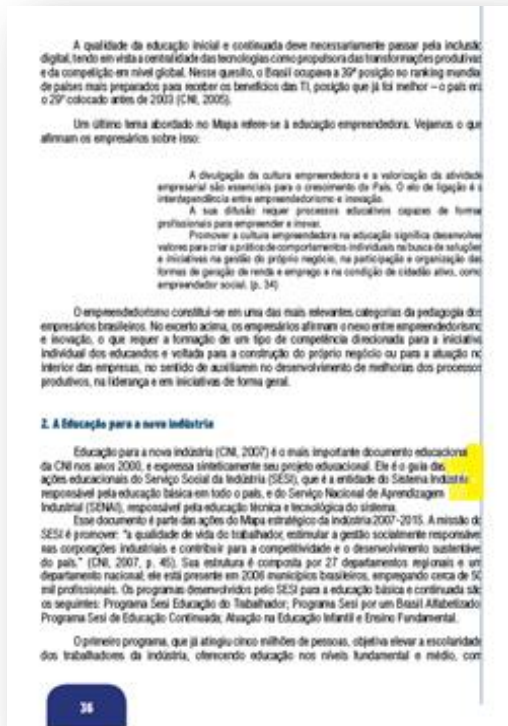 A qualidade da educação inicial e continuada deve necessariamente passar pela inclusão
digital, tendo em vista a centralidade das tecnologias como propulsora das transformações produtivas
e da competição em nível global. Nesse quesito, o Brasil ocupava a 39ª posição no ranking mundial
de países mais preparados para receber os benefícios das TI, posição que já foi melhor – o país era
o 29º colocado antes de 2003 (CNI, 2005).
Um último tema abordado no Mapa refere-se à educação empreendedora. Vejamos o que
afirmam os empresários sobre isso:
A divulgação da cultura empreendedora e a valorização da atividade
empresarial são essenciais para o crescimento do País. O elo de ligação é a
interdependência entre empreendedorismo e inovação.
A sua difusão requer processos educativos capazes de formar
profissionais para empreender e inovar.
Promover a cultura empreendedora na educação significa desenvolver
valores para criar a prática de comportamentos individuais na busca de soluções
e iniciativas na gestão do próprio negócio, na participação e organização das
formas de geração de renda e emprego e na condição de cidadão ativo, como
empreendedor social. (p. 34)
O empreendedorismo constitui-se em uma das mais relevantes categorias da pedagogia dos
empresários brasileiros. No excerto acima, os empresários afirmam o nexo entre empreendedorismo
e inovação, o que requer a formação de um tipo de competência direcionada para a iniciativa
individual dos educandos e voltada para a construção do próprio negócio ou para a atuação no
interior das empresas, no sentido de auxiliarem no desenvolvimento de melhorias dos processos
produtivos, na liderança e em iniciativas de forma geral.
2. A Educação para a nova indústria
Educação para a nova indústria (CNI, 2007) é o mais importante documento educacional
da CNI nos anos 2000, e expressa sinteticamente seu projeto educacional. Ele é o guia das
ações educacionais do Serviço Social da Indústria (SESI), que é a entidade do Sistema Indústria
responsável pela educação básica em todo o país, e do Serviço Nacional de Aprendizagem
Industrial (SENAI), responsável pela educação técnica e tecnológica do sistema.
Esse documento é parte das ações do Mapa estratégico da Indústria 2007-2015. A missão do
SESI é promover: "a qualidade de vida do trabalhador, estimular a gestão socialmente responsável
nas corporações industriais e contribuir para a competitividade e o desenvolvimento sustentável
do país." (CNI, 2007, p. 45). Sua estrutura é composta por 27 departamentos regionais e um
departamento nacional; ele está presente em 2006 municípios brasileiros, empregando cerca de 50
mil profissionais. Os programas desenvolvidos pelo SESI para a educação básica e continuada são
os seguintes: Programa Sesi Educação do Trabalhador; Programa Sesi por um Brasil Alfabetizado;
Programa Sesi de Educação Continuada; Atuação na Educação Infantil e Ensino Fundamental.
O primeiro programa, que já atingiu cinco milhões de pessoas, objetiva elevar a escolaridade
dos trabalhadores da indústria, oferecendo educação nos níveis fundamental e médio, com
36